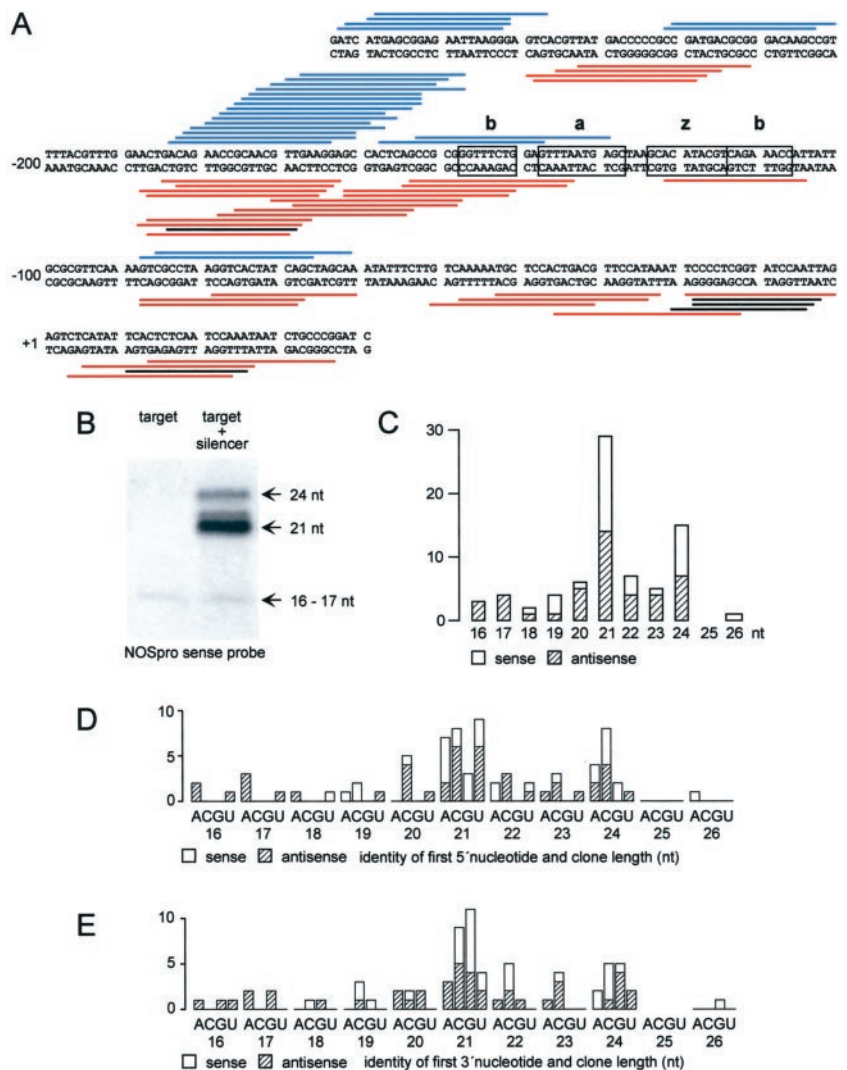 A
GATC ATGAGCGGAG AATTAAGGGA GTCACGTTAT GACCCCCGCC GATGACGCGG GACAAGCCGT
CTAG TACTCGCCTC TTAATTCCCT CAGTGCAATA CTGGGGGCGG CTACTGCGCC CTGTTCGGCA
b a z b
TTTACGTTTG GAACTGACAG AACCGCAACG TTGAAGGAGC CACTCAGCCG CGGGTTTCTG GAGTTTAATG AGCTAAGCAC ATACGTCAGA AACCATTATT
-200
AAATGCAAAC CTTGACTGTC TTGGCGTTGC AACTTCCTCG GTGAGTCGGC GCCCAAAGAC CTCAAATTAC TCGATTCGTG TATGCAGTCT TTGGTAATAA
GCGCGTTCAA AAGTCGCCTA AGGTCACTAT CAGCTAGCAA ATATTTCTTG TCAAAAATGC TCCACTGACG TTCCATAAAT TCCCCTCGGT ATCCAATTAG
-100
CGCGCAAGTT TTCAGCGGAT TCCAGTGATA GTCGATCGTT TATAAAGAAC AGTTTTTACG AGGTGACTGC AAGGTATTTA AGGGGAGCCA TAGGTTAATC
AGTCTCATAT TCACTCTCAA TCCAAATAAT CTGCCCGGAT C
+1
TCAGAGTATA AGTGAGAGTT AGGTTTATTA GACGGGCCTA G
B
target target
+
silencer
24 nt
21 nt
16 - 17 nt
NOSpro sense probe
C
30
20
10
0
16 17 18 19 20 21 22 23 24 25 26 nt
sense antisense
D
10
5
0
ACGU ACGU ACGU ACGU ACGU ACGU ACGU ACGU ACGU ACGU ACGU
16 17 18 19 20 21 22 23 24 25 26
sense antisense identity of first 5´nucleotide and clone length (nt)
E
10
5
0
ACGU ACGU ACGU ACGU ACGU ACGU ACGU ACGU ACGU ACGU ACGU
16 17 18 19 20 21 22 23 24 25 26
sense antisense identity of first 3´nucleotide and clone length (nt)